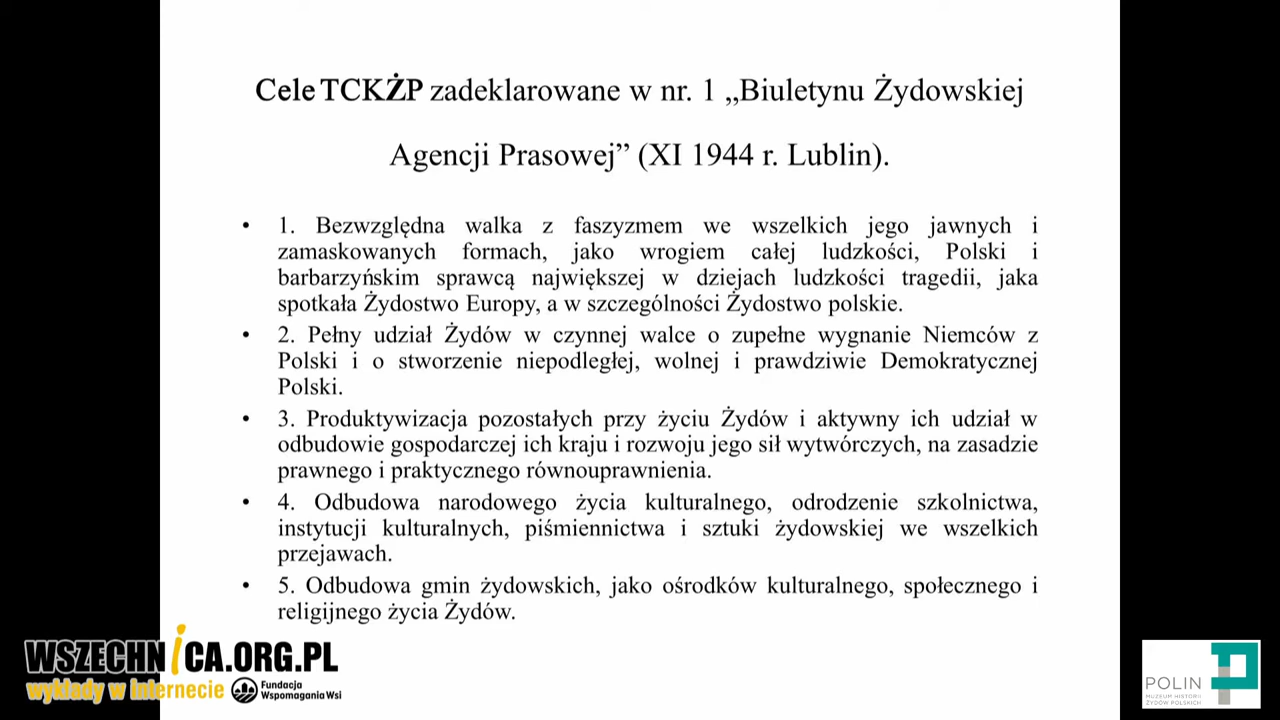 Cele TCKŻP zadeklarowane w nr. 1 „Biuletynu Żydowskiej
Agencji Prasowej” (XI 1944 r. Lublin).
• 1. Bezwzględna walka z faszyzmem we wszelkich jego jawnych i
zamaskowanych formach, jako wrogiem całej ludzkości, Polski i
barbarzyńskim sprawcą największej w dziejach ludzkości tragedii, jaka
spotkała Żydostwo Europy, a w szczególności Żydostwo polskie.
• 2. Pełny udział Żydów w czynnej walce o zupełne wygnanie Niemców z
Polski i o stworzenie niepodległej, wolnej i prawdziwie Demokratycznej
Polski.
• 3. Produktywizacja pozostałych przy życiu Żydów i aktywny ich udział w
odbudowie gospodarczej ich kraju i rozwoju jego sił wytwórczych, na zasadzie
prawnego i praktycznego równouprawnienia.
• 4. Odbudowa narodowego życia kulturalnego, odrodzenie szkolnictwa,
instytucji kulturalnych, piśmiennictwa i sztuki żydowskiej we wszelkich
przejawach.
• 5. Odbudowa gmin żydowskich, jako ośrodków kulturalnego, społecznego i
religijnego życia Żydów.
WSZECHNiCA.ORG.PL
wykłady w internecie
Fundacja
Wspomagania Wsi
POLIN
MUZEUM HISTORII
ŻYDÓW POLSKICH